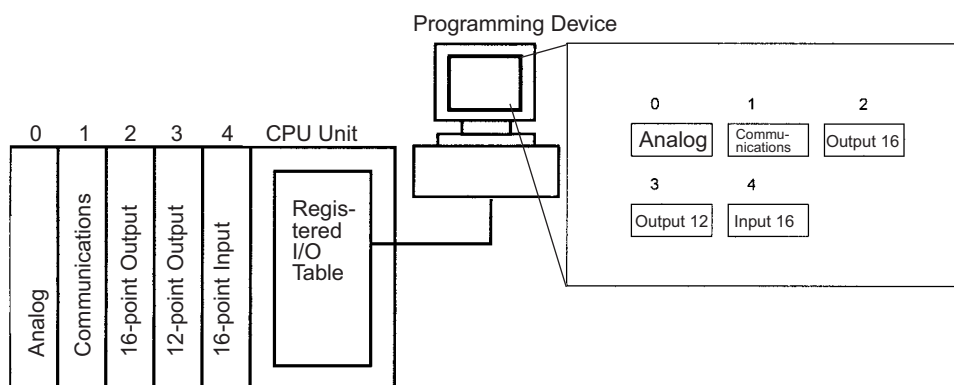 Programming Device
0 1 2 3 4 CPU Unit
Analog
Communications
16-point Output
12-point Output
16-point Input
Regis-
tered
I/O
Table
0 1 2
Analog
Commu-
nications
Output 16
3 4
Output 12
Input 16